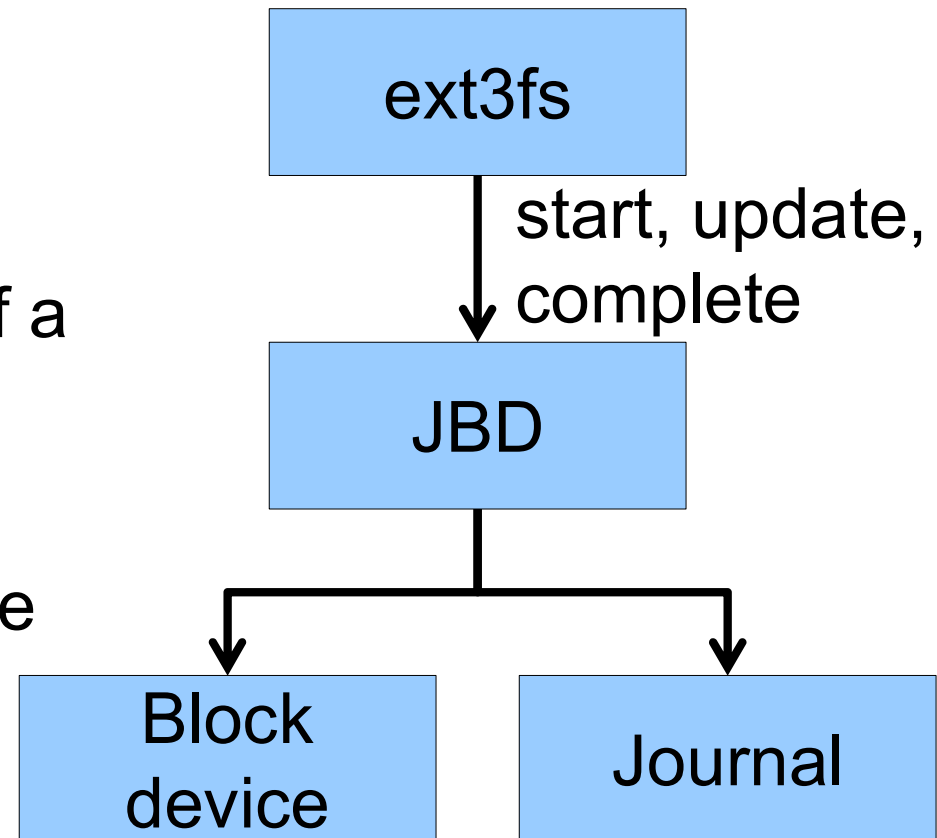 ext3fs
start, update,
complete
f a
JBD
e
Block
device
Journal